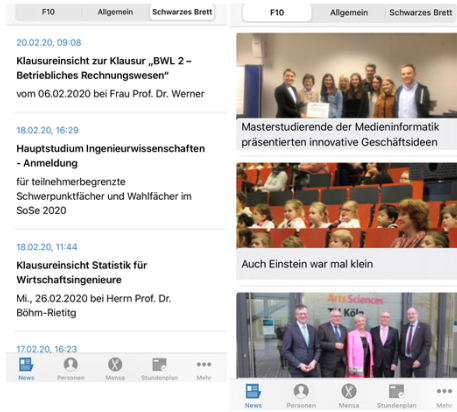 F10 Allgemein Schwarzes Brett
20.02.20, 09:08
Klausureinsicht zur Klausur „BWL 2 –
Betriebliches Rechnungswesen“
vom 06.02.2020 bei Frau Prof. Dr. Werner
18.02.20, 16:29
Hauptstudium Ingenieurwissenschaften
- Anmeldung
für teilnehmerbegrenzte
Schwerpunktfächer und Wahlfächer im
SoSe 2020
18.02.20, 11:44
Klausureinsicht Statistik für
Wirtschaftsingenieure
Mi., 26.02.2020 bei Herrn Prof. Dr.
Böhm-Rietitg
17.02.20, 16:23
News Personen Mensa Stundenplan Mehr
F10 Allgemein Schwarzes Brett
Masterstudierende der Medieninformatik
präsentierten innovative Geschäftsideen
Auch Einstein war mal klein
Arts Sciences
TH Köln
News Personen Mensa Stundenplan Mehr